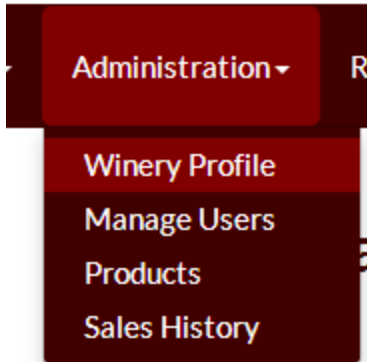 Administration
R
Winery Profile
Manage Users
Products
Sales History